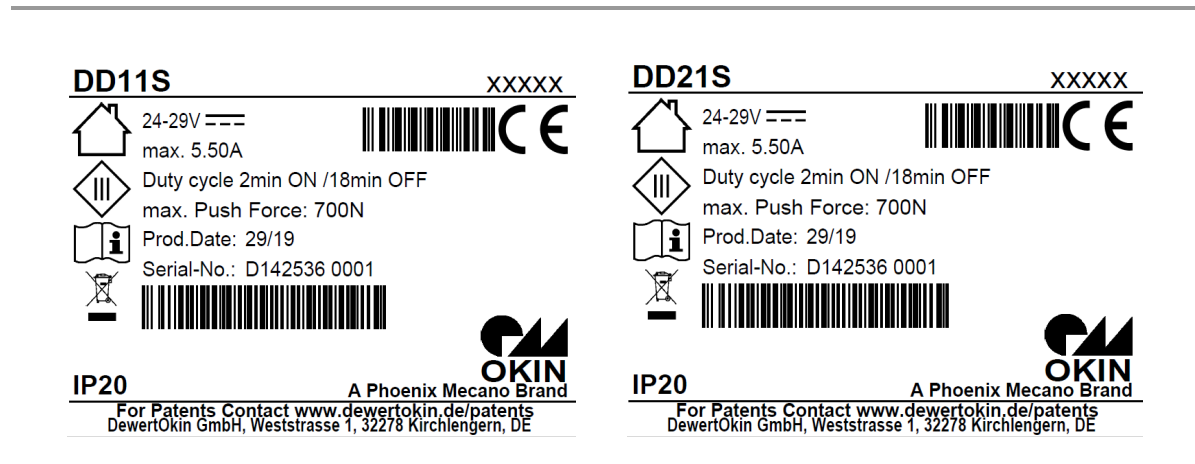 DD11S
XXXXX
24-29V
max. 5.50A
Duty cycle 2min ON /18min OFF
max. Push Force: 700N
Prod.Date: 29/19
Serial-No.: D142536 0001
OKIN
IP20
A Phoenix Mecano Brand
For Patents Contact www.dewertokin.de/patents
DewertOkin GmbH, Weststrasse 1, 32278 Kirchlengern, DE
DD21S
XXXXX
24-29V
max. 5.50A
Duty cycle 2min ON /18min OFF
max. Push Force: 700N
Prod.Date: 29/19
Serial-No.: D142536 0001
OKIN
IP20
A Phoenix Mecano Brand
For Patents Contact www.dewertokin.de/patents
DewertOkin GmbH, Weststrasse 1, 32278 Kirchlengern, DE